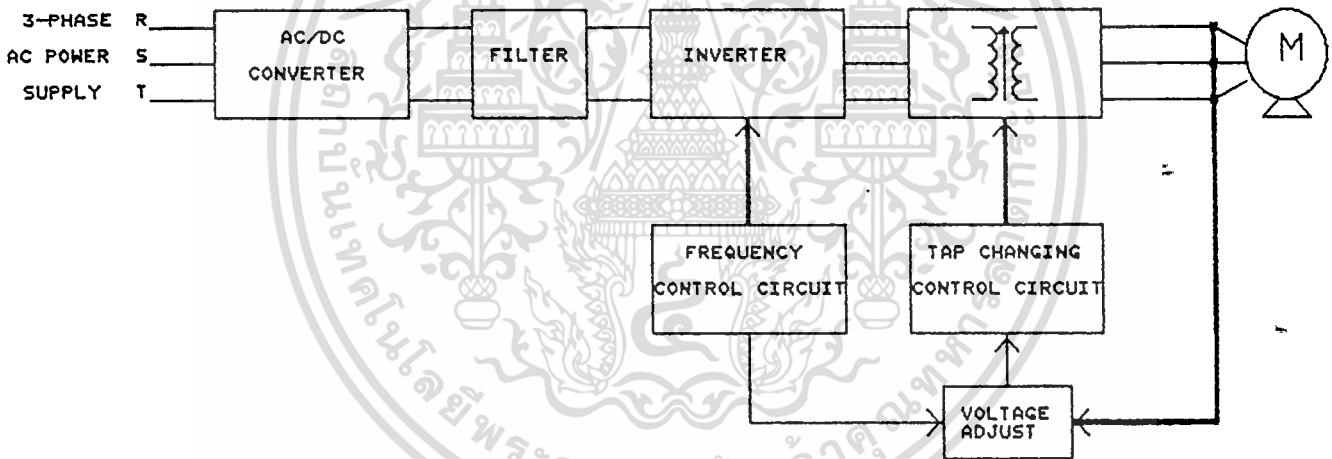 3-PHASE R
AC POWER S
SUPPLY T
AC/DC
CONVERTER
FILTER
INVERTER
M
FREQUENCY
CONTROL CIRCUIT
TAP CHANGING
CONTROL CIRCUIT
VOLTAGE
ADJUST